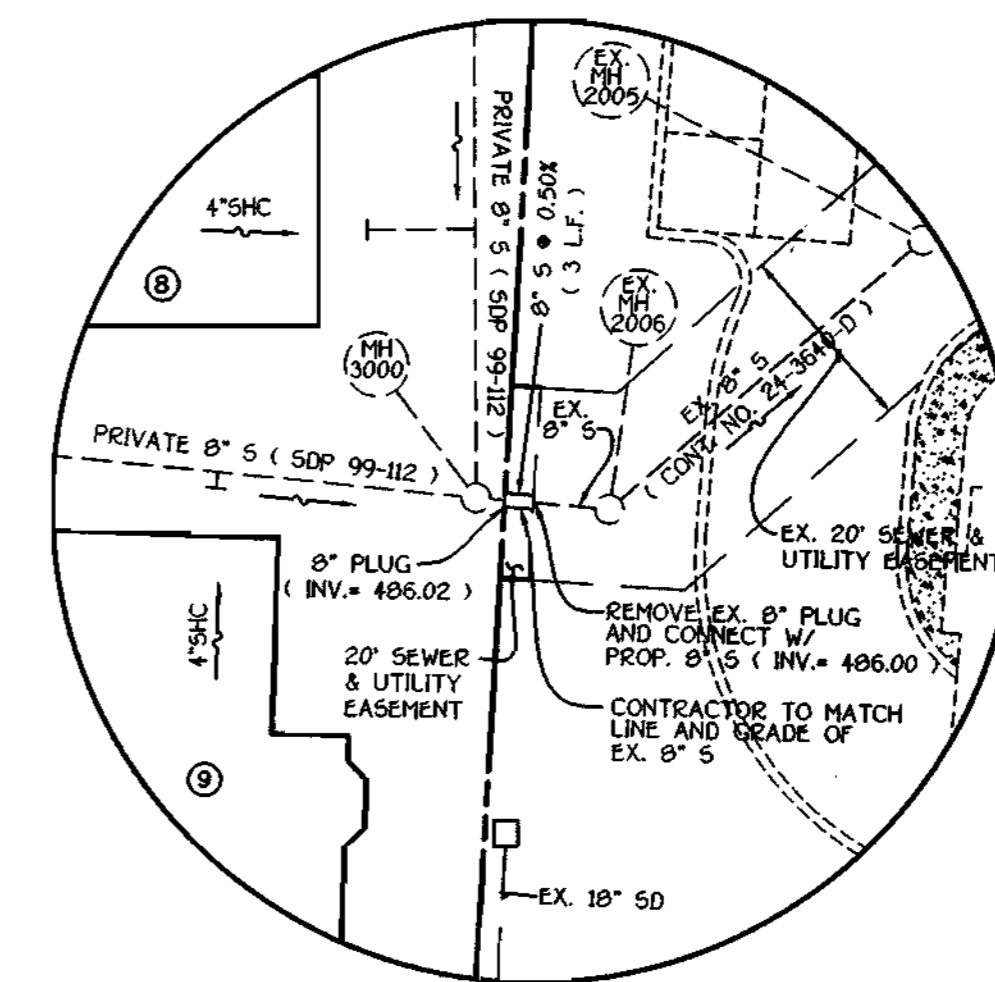 EX.
MH
2005
PRIVATE 8" S ( SDP 99-112 )
8" S @ 0.50%
( 3 L.F. )
4"SHC
8
EX.
MH
2006
MH
3000
EX. 8" S
( CONT. NO. 24-3640-D )
EX.
8" S
PRIVATE 8" S ( SDP 99-112 )
EX. 20' SEWER &
UTILITY EASEMENT
8" PLUG
( INV.= 486.02 )
4"SHC
REMOVE EX. 8" PLUG
AND CONNECT W/
PROP. 8" S ( INV.= 486.00 )
20' SEWER
& UTILITY
EASEMENT
CONTRACTOR TO MATCH
LINE AND GRADE OF
EX. 8" S
9
EX. 18" SD